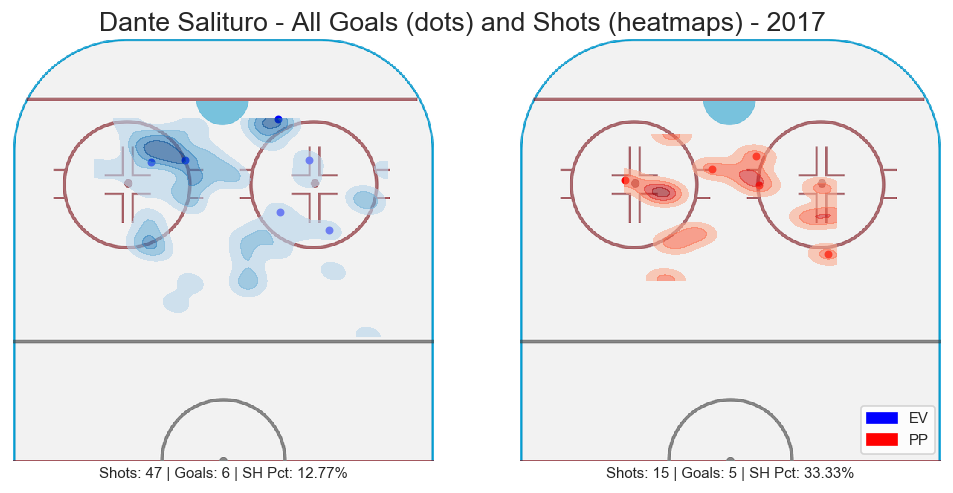 Dante Salituro - All Goals (dots) and Shots (heatmaps) - 2017
EV
PP
Shots: 47 | Goals: 6 | SH Pct: 12.77%
Shots: 15 | Goals: 5 | SH Pct: 33.33%